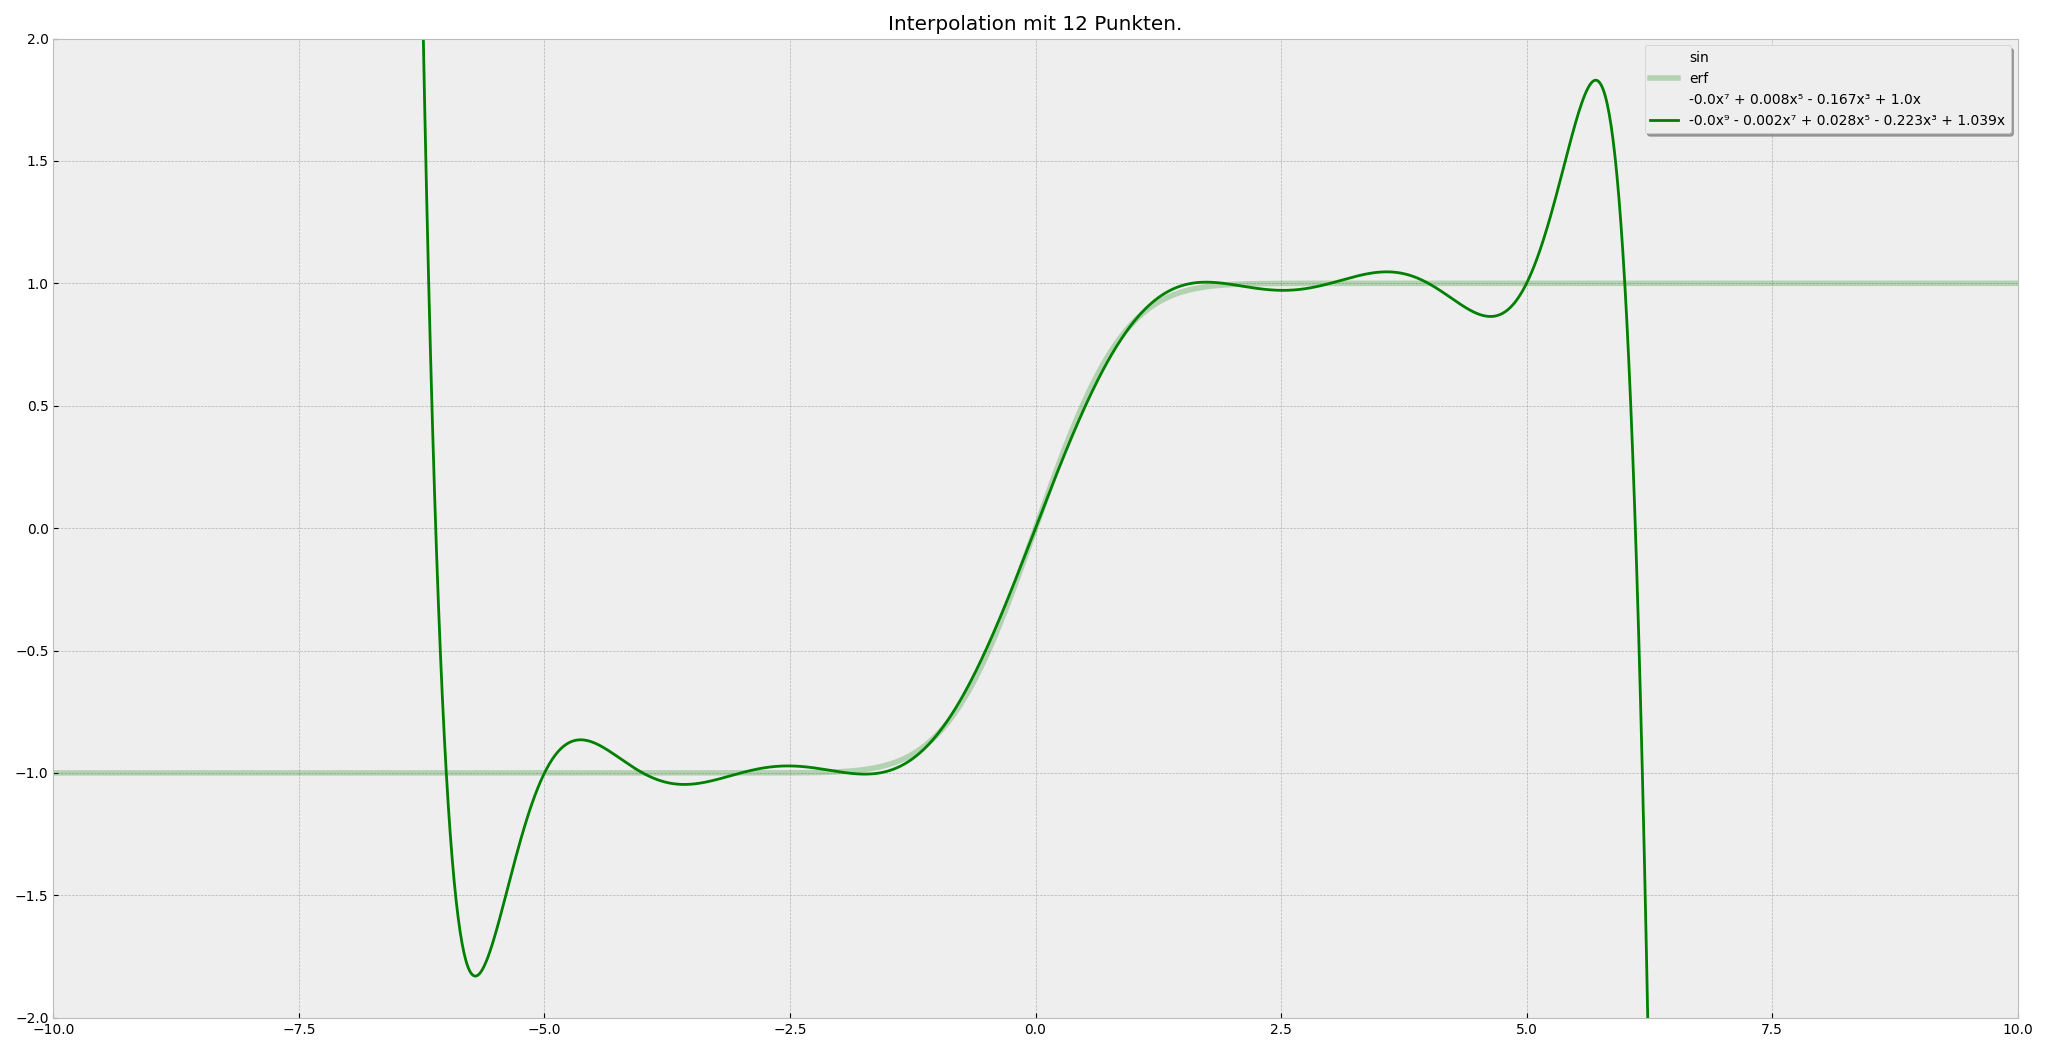 Interpolation mit 12 Punkten.
sin
erf
-0.0x⁷ + 0.008x⁵ - 0.167x³ + 1.0x
-0.0x⁹ - 0.002x⁷ + 0.028x⁵ - 0.223x³ + 1.039x
2.0
1.5
1.0
0.5
0.0
−0.5
−1.0
−1.5
−2.0
−10.0 −7.5 −5.0 −2.5 0.0 2.5 5.0 7.5 10.0